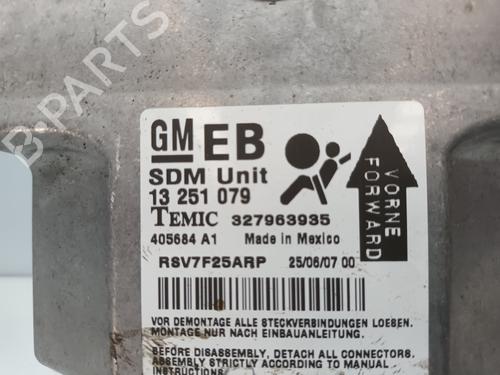 B-PARTS
GM EB
SDM Unit
13 251 079
TEMIC 327963935
405684 A1 Made in Mexico
RSV7F25ARP 25/06/07 00
VORNE
FORWARD
VOR DEMONTAGE ALLE STECKVERBINDUNGEN LOESEN.
MONTAGE NUR NACH EINBAUANLEITUNG.
BEFORE DISASSEMBLY, DETACH ALL CONNECTORS.
ASSEMBLY STRICTLY ACCORDING TO MANUAL
INSTRUCTIONS